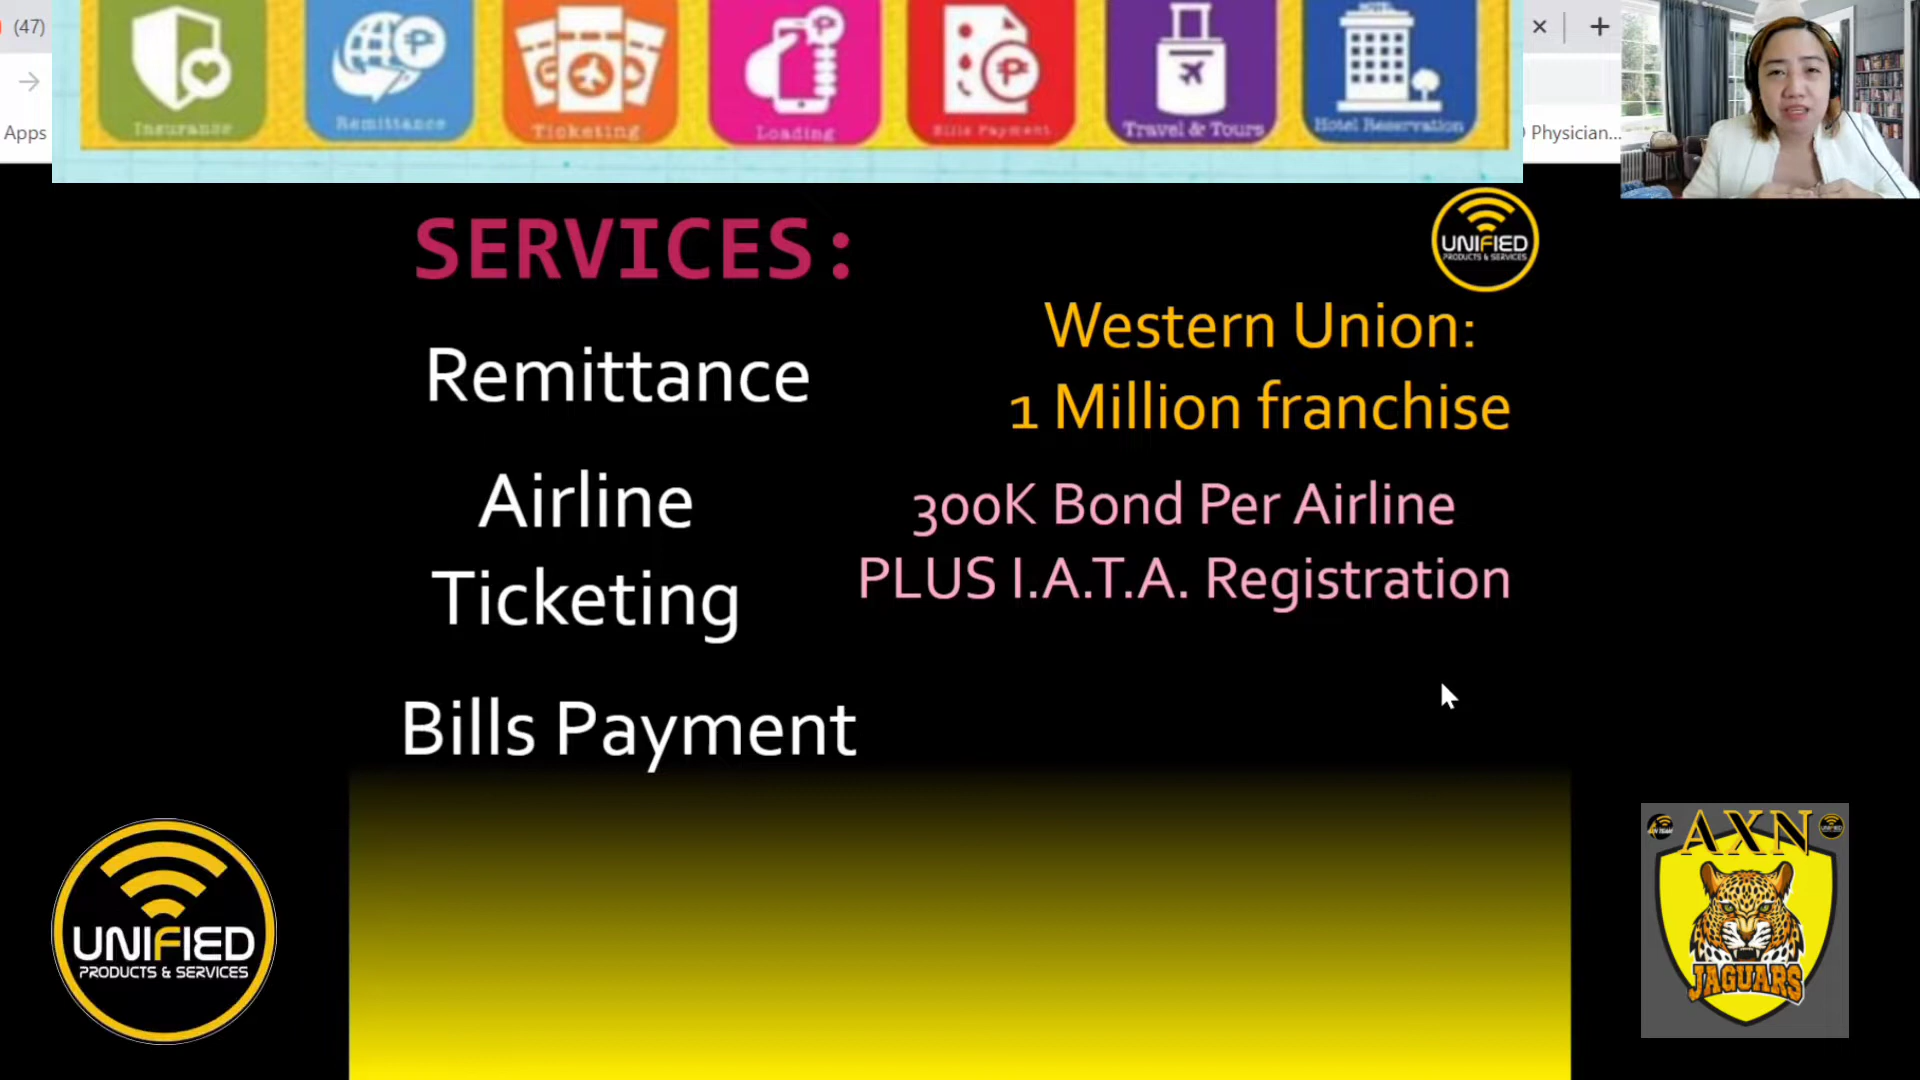 (47)
Apps
Physician...
Insurance
Remittance
Ticketing
Loading
Bills Payment
Travel & Tours
Hotel Reservation
HOTEL
SERVICES:
UNIFIED
PRODUCTS & SERVICES
Remittance
Western Union:
1 Million franchise
Airline
Ticketing
300K Bond Per Airline
PLUS I.A.T.A. Registration
Bills Payment
UNIFIED
PRODUCTS & SERVICES
AXN
JAGUARS